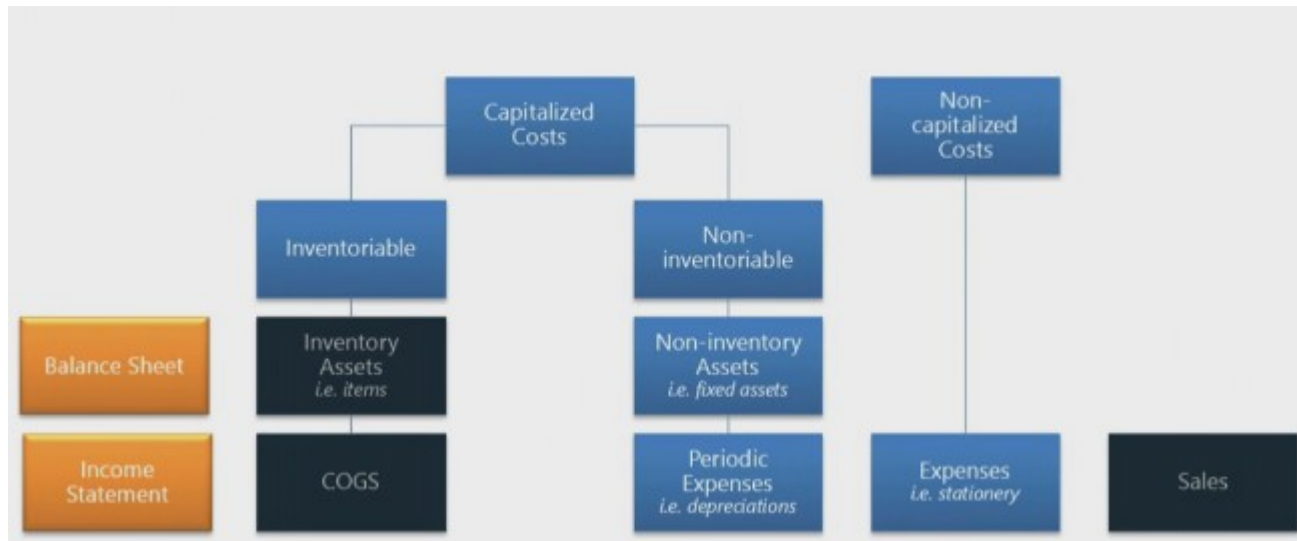 Capitalized
Costs
Non-
capitalized
Costs
Inventoriable
Non-
inventoriable
Balance Sheet
Inventory
Assets
i.e. items
Non-inventory
Assets
i.e. fixed assets
Income
Statement
COGS
Periodic
Expenses
i.e. depreciations
Expenses
i.e. stationery
Sales